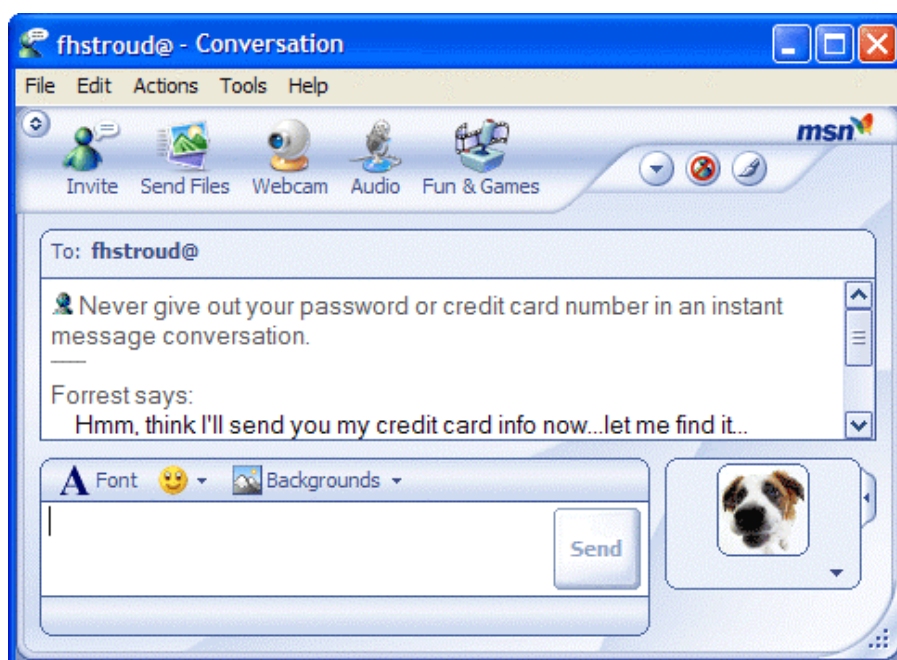 fhstroud@ - Conversation
File Edit Actions Tools Help
msn
Invite Send Files Webcam Audio Fun & Games
To: fhstroud@
Never give out your password or credit card number in an instant
message conversation.
Forrest says:
Hmm, think I'll send you my credit card info now...let me find it...
A Font Backgrounds
Send